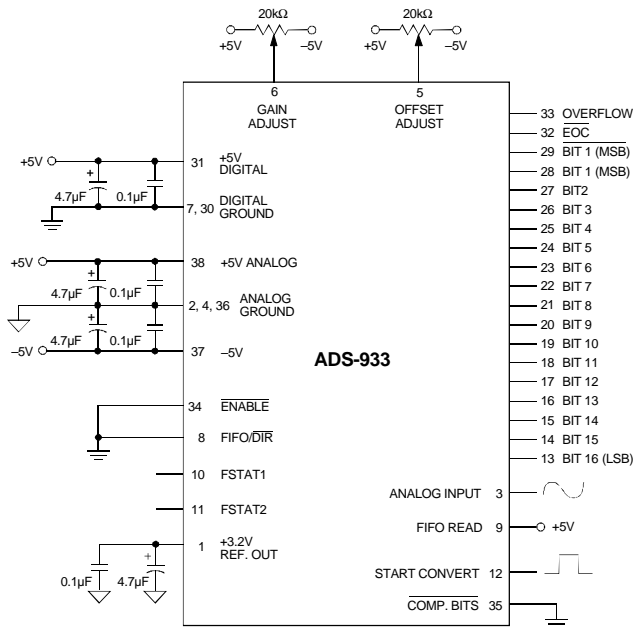 20kΩ 20kΩ
+5V –5V +5V –5V
6 5
GAIN ADJUST OFFSET ADJUST
+5V 31 +5V DIGITAL
4.7µF + 0.1µF
7, 30 DIGITAL GROUND
+5V 38 +5V ANALOG
4.7µF + 0.1µF
2, 4, 36 ANALOG GROUND
4.7µF + 0.1µF
–5V 37 –5V
ADS-933
34 ENABLE
8 FIFO/DIR
10 FSTAT1
11 FSTAT2
1 +3.2V REF. OUT
0.1µF 4.7µF +
33 OVERFLOW
32 EOC
29 BIT 1 (MSB)
28 BIT 1 (MSB)
27 BIT2
26 BIT 3
25 BIT 4
24 BIT 5
23 BIT 6
22 BIT 7
21 BIT 8
20 BIT 9
19 BIT 10
18 BIT 11
17 BIT 12
16 BIT 13
15 BIT 14
14 BIT 15
13 BIT 16 (LSB)
ANALOG INPUT 3
FIFO READ 9 +5V
START CONVERT 12
COMP. BITS 35